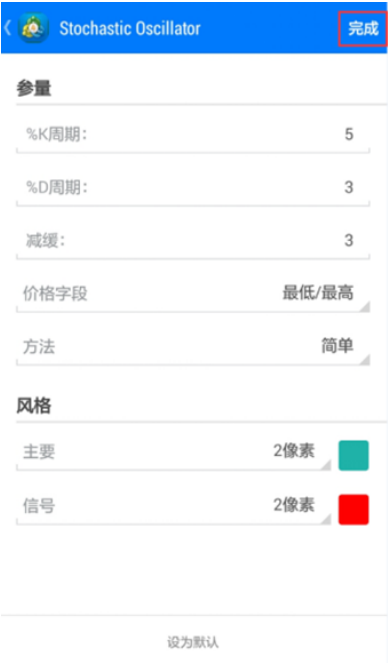 Stochastic Oscillator 完成
参量
%K周期： 5
%D周期： 3
减缓： 3
价格字段 最低/最高
方法 简单
风格
主要 2像素
信号 2像素
设为默认